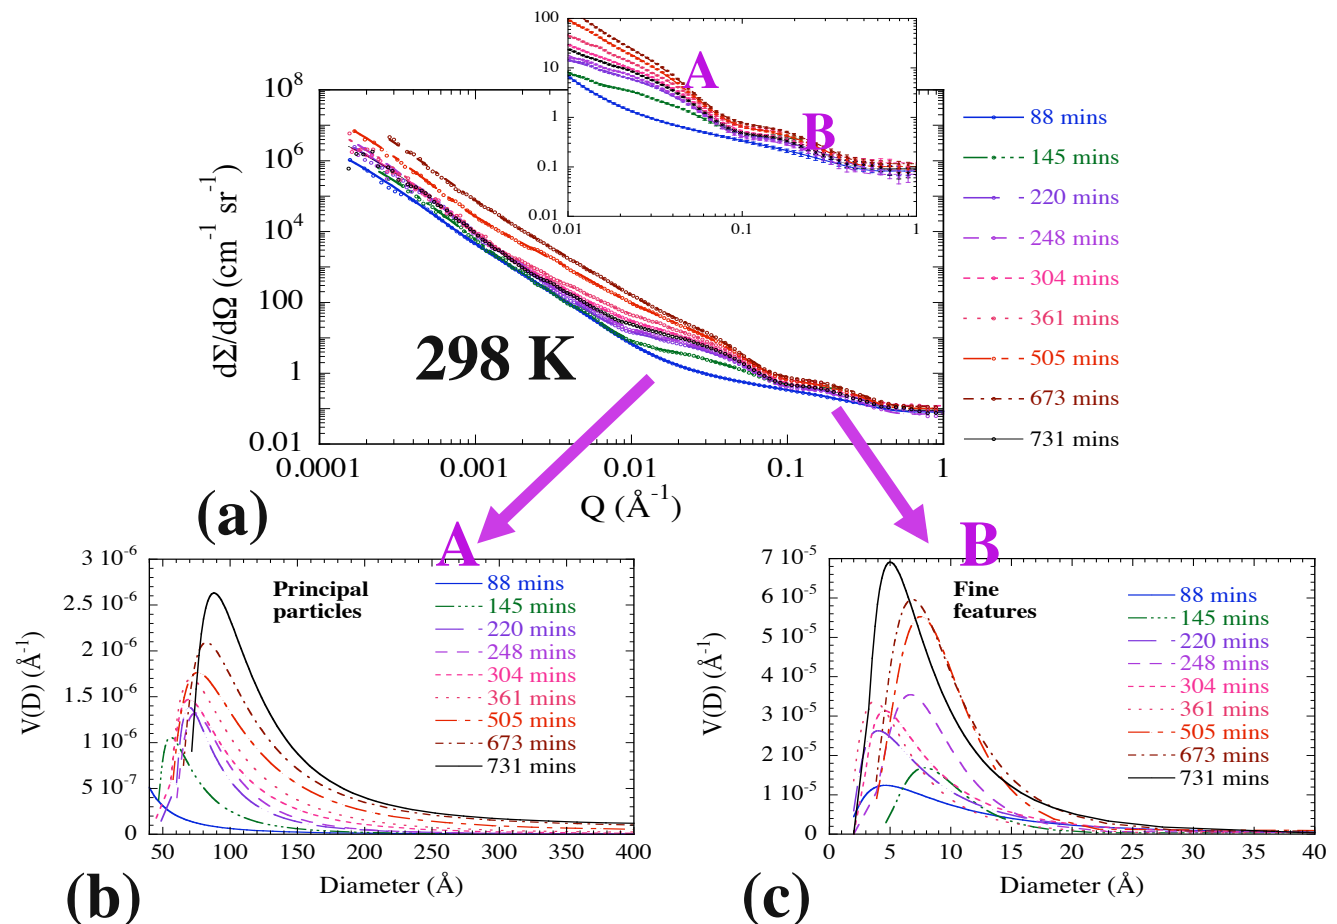 100
10
1
0.1
0.01
0.01
0.1
1
A
B
10⁸
10⁶
10⁴
100
1
0.01
0.0001
0.001
0.01
0.1
1
dΣ/dΩ (cm⁻¹ sr⁻¹)
Q (Å⁻¹)
298 K
88 mins
145 mins
220 mins
248 mins
304 mins
361 mins
505 mins
673 mins
731 mins
(a)
A
B
3 10⁻⁶
2.5 10⁻⁶
2 10⁻⁶
1.5 10⁻⁶
1 10⁻⁶
5 10⁻⁷
0
V(D) (Å⁻¹)
Principal
particles
88 mins
145 mins
220 mins
248 mins
304 mins
361 mins
505 mins
673 mins
731 mins
50
100
150
200
250
300
350
400
Diameter (Å)
(b)
7 10⁻⁵
6 10⁻⁵
5 10⁻⁵
4 10⁻⁵
3 10⁻⁵
2 10⁻⁵
1 10⁻⁵
0
V(D) (Å⁻¹)
Fine
features
88 mins
145 mins
220 mins
248 mins
304 mins
361 mins
505 mins
673 mins
731 mins
0
5
10
15
20
25
30
35
40
Diameter (Å)
(c)